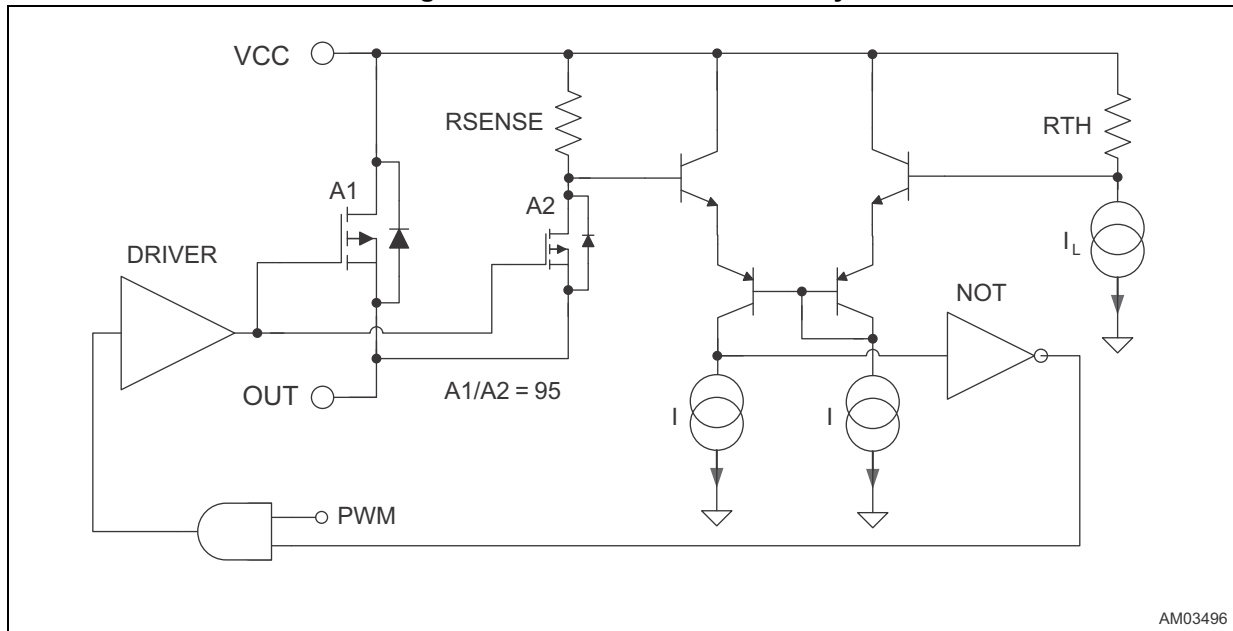 VCC
RSENSE
RTH
A1
A2
DRIVER
I L
NOT
OUT
A1/A2 = 95
I
I
PWM
AM03496